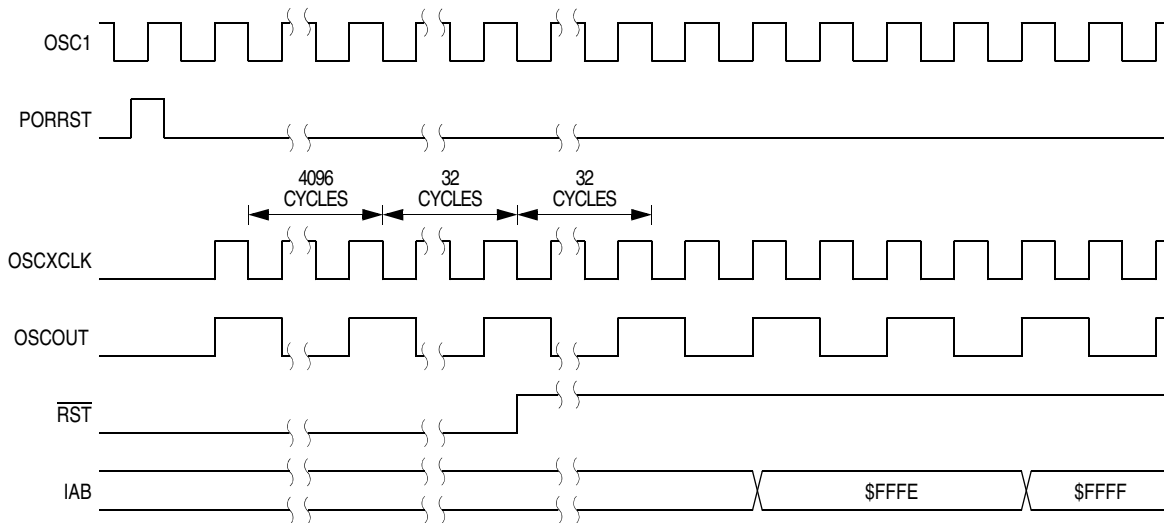 OSC1
PORRST
4096
CYCLES
32
CYCLES
32
CYCLES
OSCXCLK
OSCOUT
RST
IAB
$FFFE
$FFFF